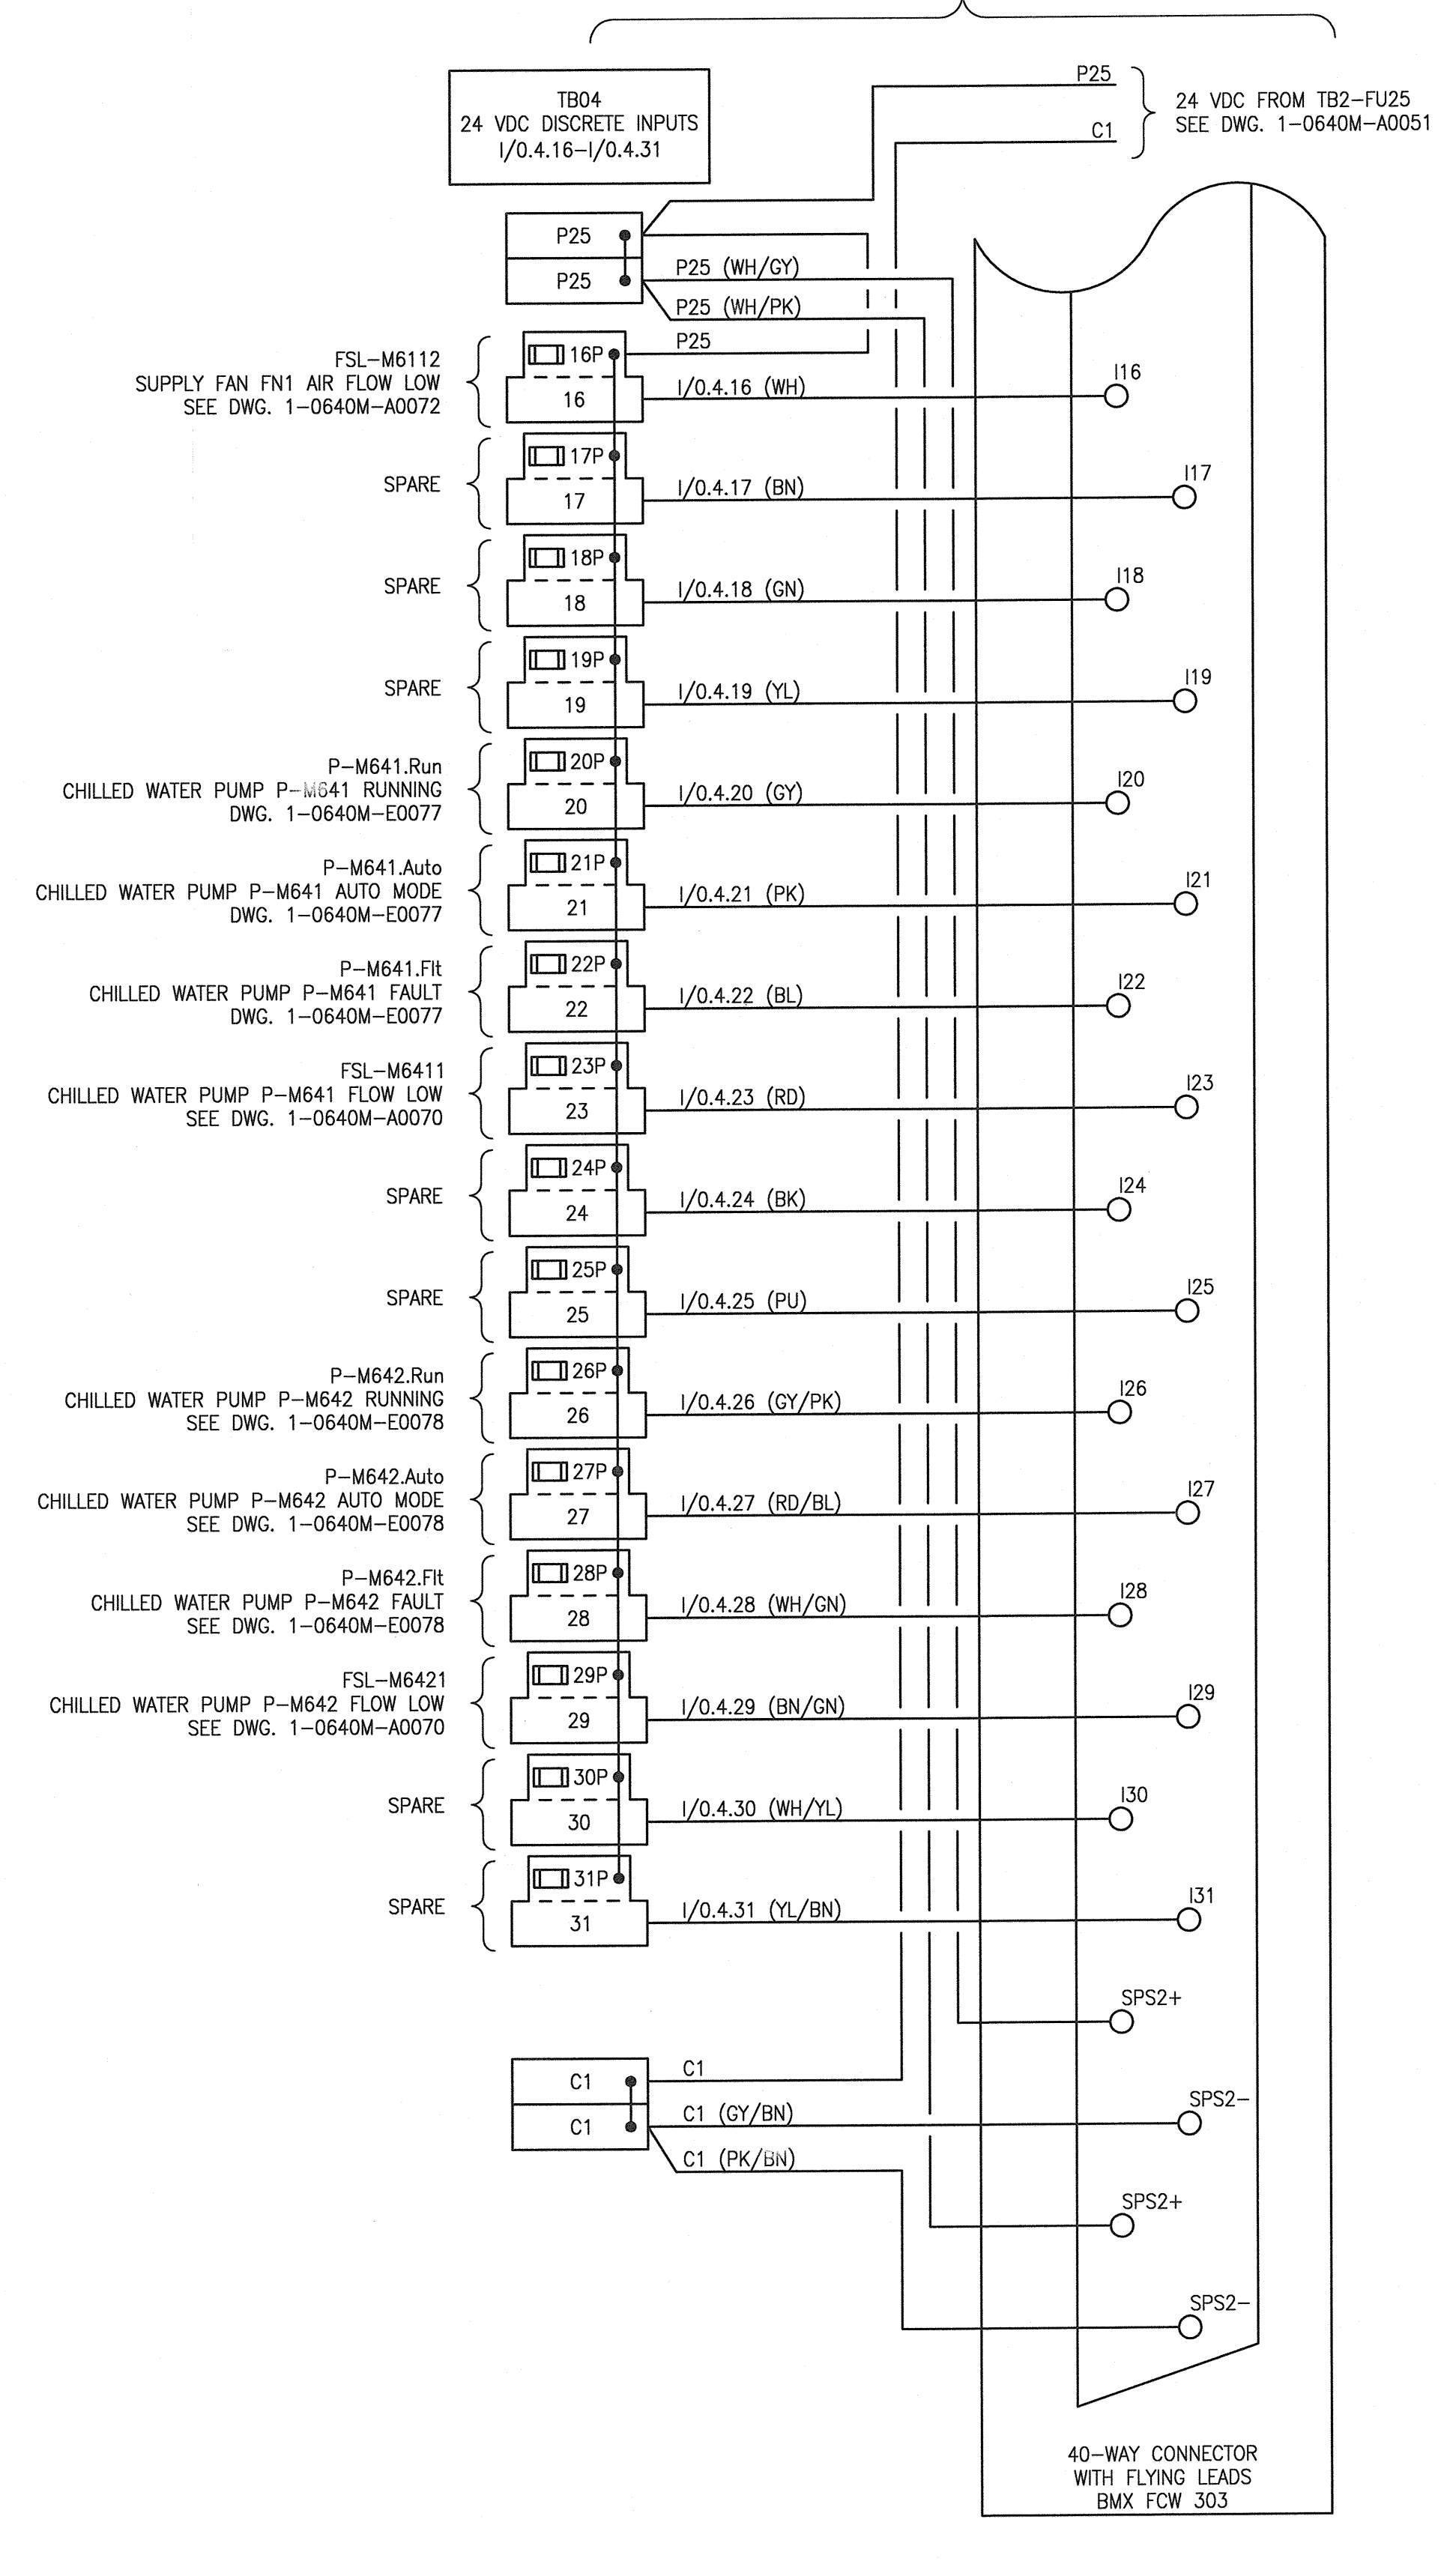 P25
C1
24 VDC FROM TB2-FU25
SEE DWG. 1-0640M-A0051
TB04
24 VDC DISCRETE INPUTS
I/0.4.16-I/0.4.31
P25
P25
P25 (WH/GY)
P25 (WH/PK)
P25
FSL-M6112
SUPPLY FAN FN1 AIR FLOW LOW
SEE DWG. 1-0640M-A0072
16P
16
I/0.4.16 (WH)
I16
SPARE
17P
17
I/0.4.17 (BN)
I17
SPARE
18P
18
I/0.4.18 (GN)
I18
SPARE
19P
19
I/0.4.19 (YL)
I19
P-M641.Run
CHILLED WATER PUMP P-M641 RUNNING
DWG. 1-0640M-E0077
20P
20
I/0.4.20 (GY)
I20
P-M641.Auto
CHILLED WATER PUMP P-M641 AUTO MODE
DWG. 1-0640M-E0077
21P
21
I/0.4.21 (PK)
I21
P-M641.Flt
CHILLED WATER PUMP P-M641 FAULT
DWG. 1-0640M-E0077
22P
22
I/0.4.22 (BL)
I22
FSL-M6411
CHILLED WATER PUMP P-M641 FLOW LOW
SEE DWG. 1-0640M-A0070
23P
23
I/0.4.23 (RD)
I23
SPARE
24P
24
I/0.4.24 (BK)
I24
SPARE
25P
25
I/0.4.25 (PU)
I25
P-M642.Run
CHILLED WATER PUMP P-M642 RUNNING
SEE DWG. 1-0640M-E0078
26P
26
I/0.4.26 (GY/PK)
I26
P-M642.Auto
CHILLED WATER PUMP P-M642 AUTO MODE
SEE DWG. 1-0640M-E0078
27P
27
I/0.4.27 (RD/BL)
I27
P-M642.Flt
CHILLED WATER PUMP P-M642 FAULT
SEE DWG. 1-0640M-E0078
28P
28
I/0.4.28 (WH/GN)
I28
FSL-M6421
CHILLED WATER PUMP P-M642 FLOW LOW
SEE DWG. 1-0640M-A0070
29P
29
I/0.4.29 (BN/GN)
I29
SPARE
30P
30
I/0.4.30 (WH/YL)
I30
SPARE
31P
31
I/0.4.31 (YL/BN)
I31
SPS2+
C1
C1
C1
C1 (GY/BN)
SPS2-
C1 (PK/BN)
SPS2+
SPS2-
40-WAY CONNECTOR
WITH FLYING LEADS
BMX FCW 303